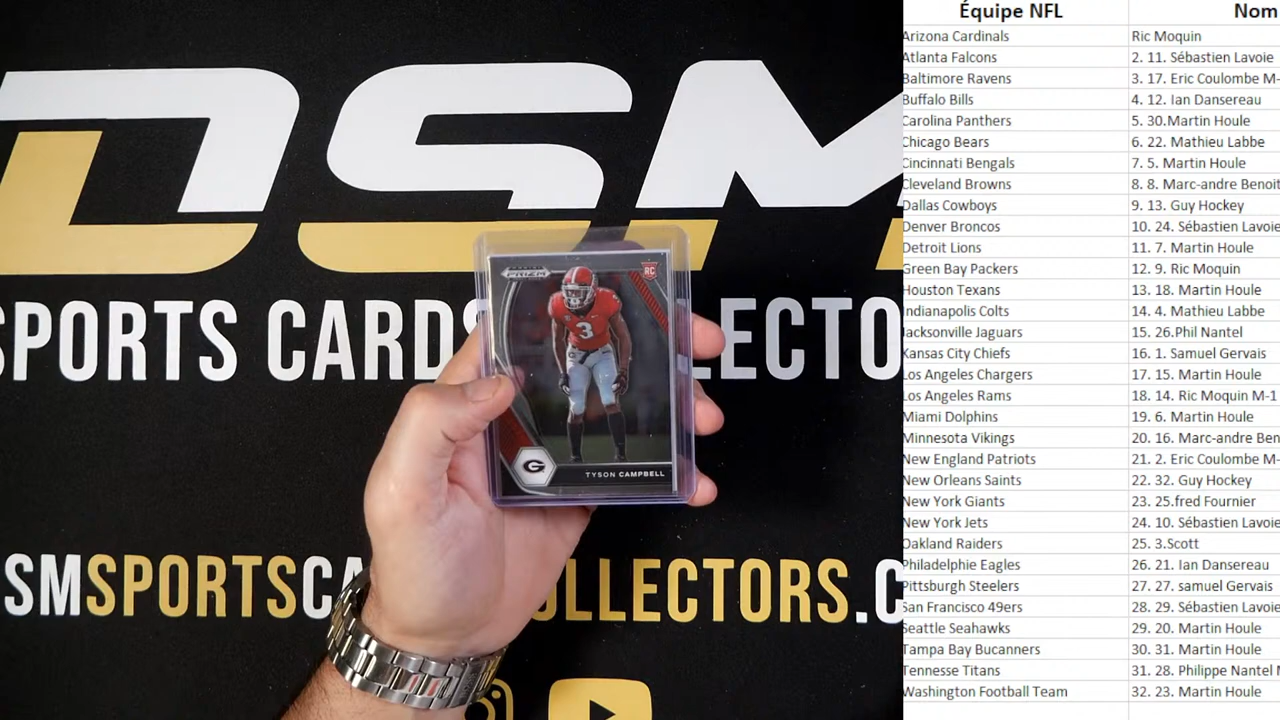 DSM
SPORTS CARDS
LECTO
PRIZM
RC
3
G
TYSON CAMPBELL
SMSPORTSCA
OLLECTORS.C
Équipe NFL Nom
Arizona Cardinals Ric Moquin
Atlanta Falcons 2. 11. Sébastien Lavoie
Baltimore Ravens 3. 17. Eric Coulombe M-
Buffalo Bills 4. 12. Ian Dansereau
Carolina Panthers 5. 30.Martin Houle
Chicago Bears 6. 22. Mathieu Labbe
Cincinnati Bengals 7. 5. Martin Houle
Cleveland Browns 8. 8. Marc-andre Benoit
Dallas Cowboys 9. 13. Guy Hockey
Denver Broncos 10. 24. Sébastien Lavoie
Detroit Lions 11. 7. Martin Houle
Green Bay Packers 12. 9. Ric Moquin
Houston Texans 13. 18. Martin Houle
Indianapolis Colts 14. 4. Mathieu Labbe
Jacksonville Jaguars 15. 26.Phil Nantel
Kansas City Chiefs 16. 1. Samuel Gervais
Los Angeles Chargers 17. 15. Martin Houle
Los Angeles Rams 18. 14. Ric Moquin M-1
Miami Dolphins 19. 6. Martin Houle
Minnesota Vikings 20. 16. Marc-andre Ben
New England Patriots 21. 2. Eric Coulombe M-
New Orleans Saints 22. 32. Guy Hockey
New York Giants 23. 25.fred Fournier
New York Jets 24. 10. Sébastien Lavoie
Oakland Raiders 25. 3.Scott
Philadelphie Eagles 26. 21. Ian Dansereau
Pittsburgh Steelers 27. 27. samuel Gervais
San Francisco 49ers 28. 29. Sébastien Lavoie
Seattle Seahawks 29. 20. Martin Houle
Tampa Bay Bucanners 30. 31. Martin Houle
Tennesse Titans 31. 28. Philippe Nantel M
Washington Football Team 32. 23. Martin Houle